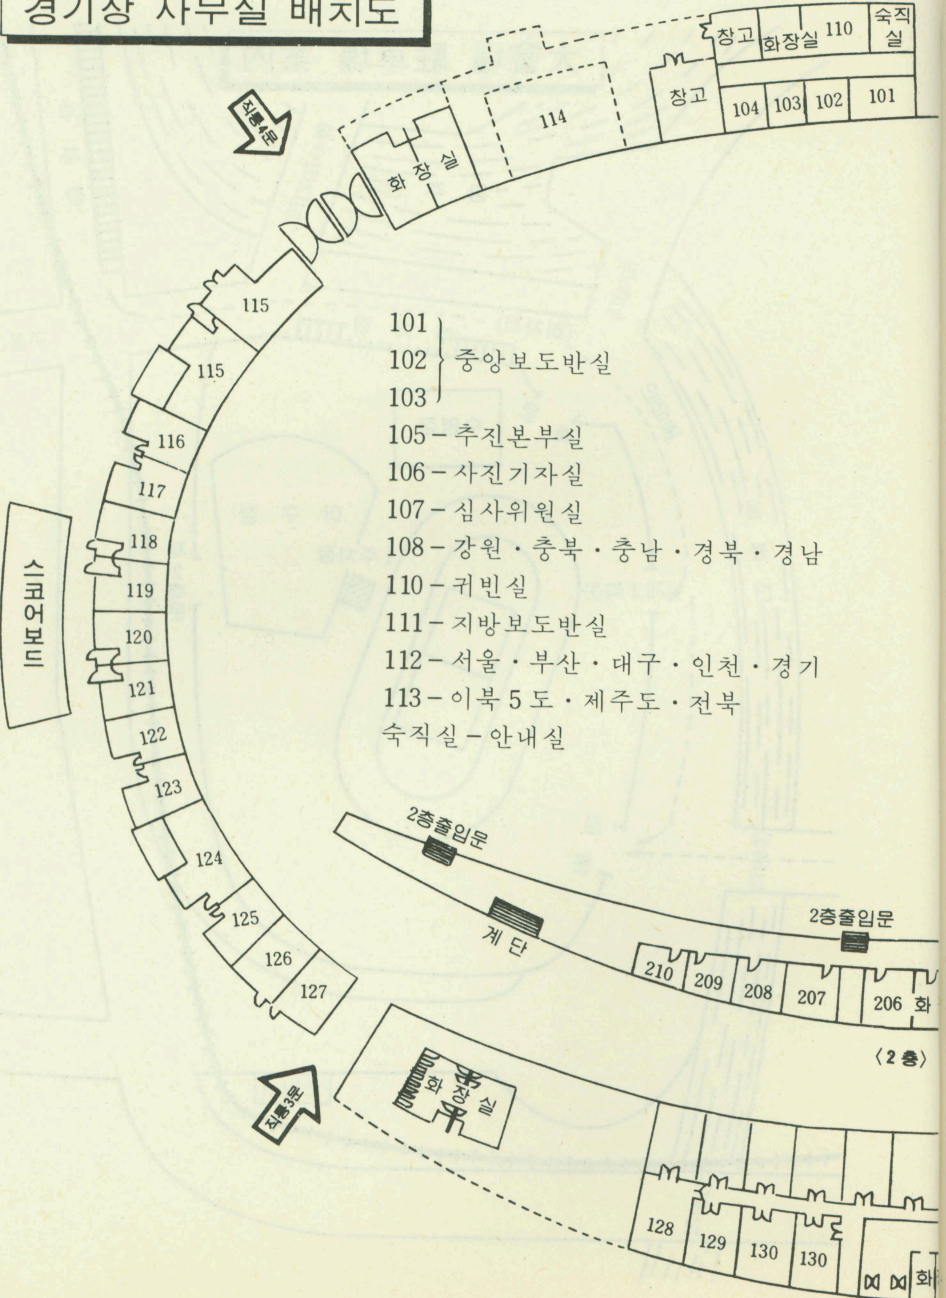 경기장 사무실 배치도
직통4문
화장실
114
창고
창고
화장실
110
숙직실
104
103
102
101
115
115
116
117
118
119
120
121
122
123
124
125
126
127
스코어보드
101
102 중앙보도반실
103
105－추진본부실
106－사진기자실
107－심사위원실
108－강원・충북・충남・경북・경남
110－귀빈실
111－지방보도반실
112－서울・부산・대구・인천・경기
113－이북 5 도・제주도・전북
숙직실－안내실
2층출입문
계단
2층출입문
210
209
208
207
206
화
〈2 층〉
직통3문
화장실
128
129
130
130
화